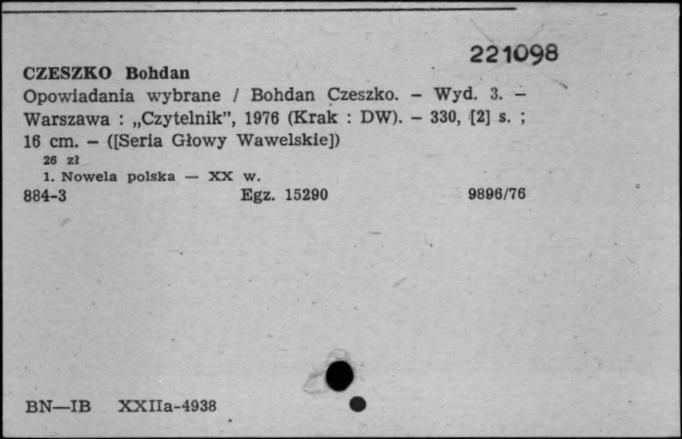 221098
CZESZKO Bohdan
Opowiadania wybrane / Bohdan Czeszko. — Wyd. 3. —
Warszawa : „Czytelnik”, 1976 (Krak : DW). — 330, [2] s. ;
16 cm. — ([Seria Głowy Wawelskie])
26 zł
1. Nowela polska — XX w.
884-3 Egz. 15290 9896/76
BN—IB XXIIa-4938